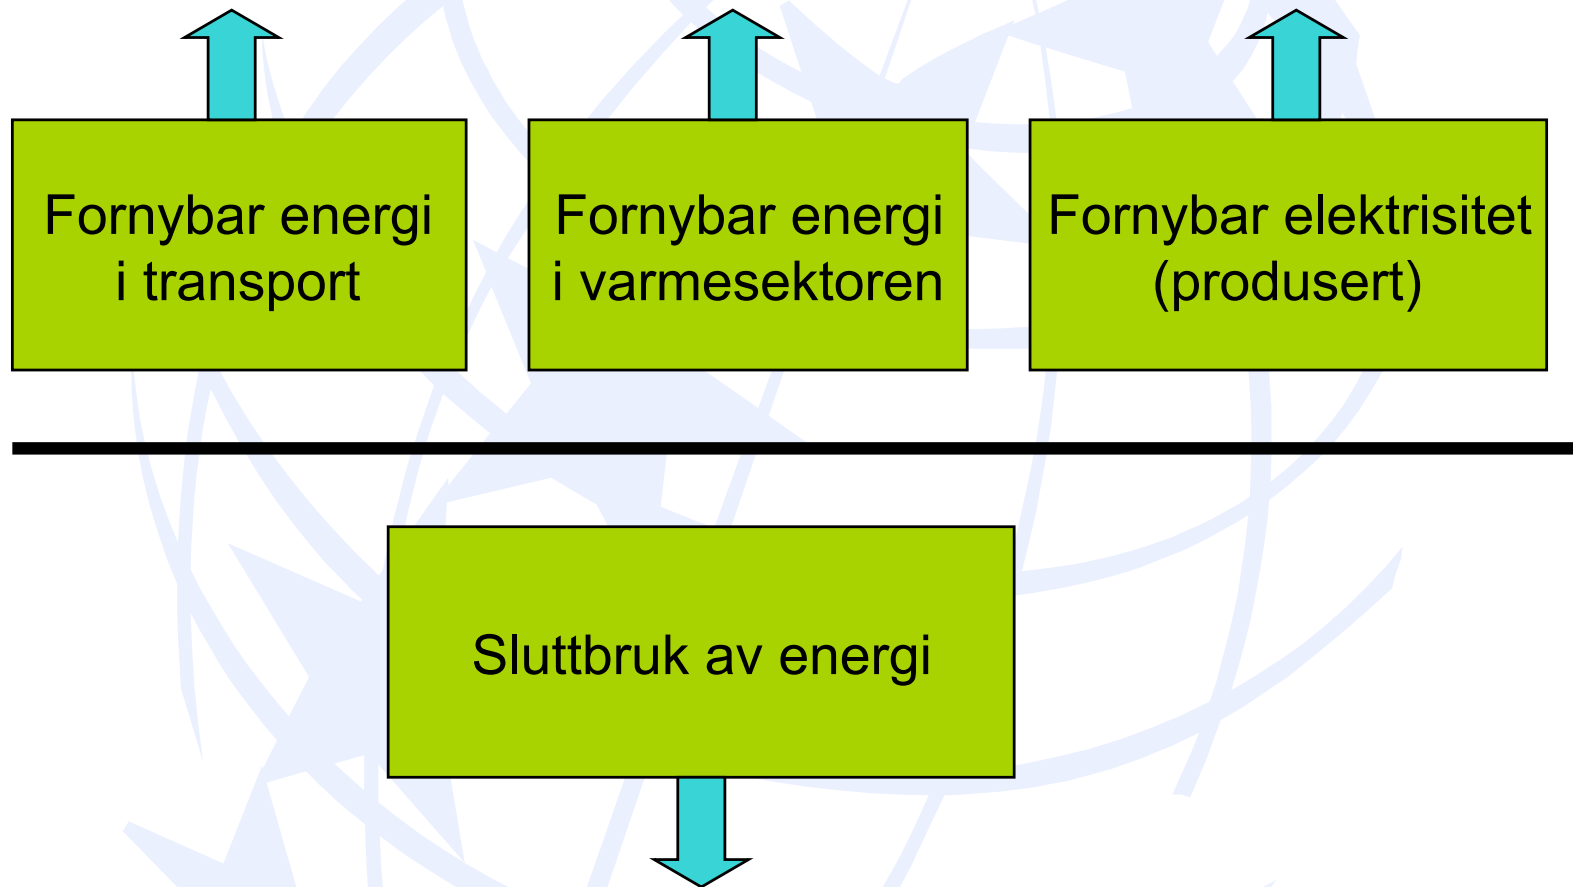 Fornybar energi
i transport
Fornybar energi
i varmesektoren
Fornybar elektrisitet
(produsert)
Sluttbruk av energi